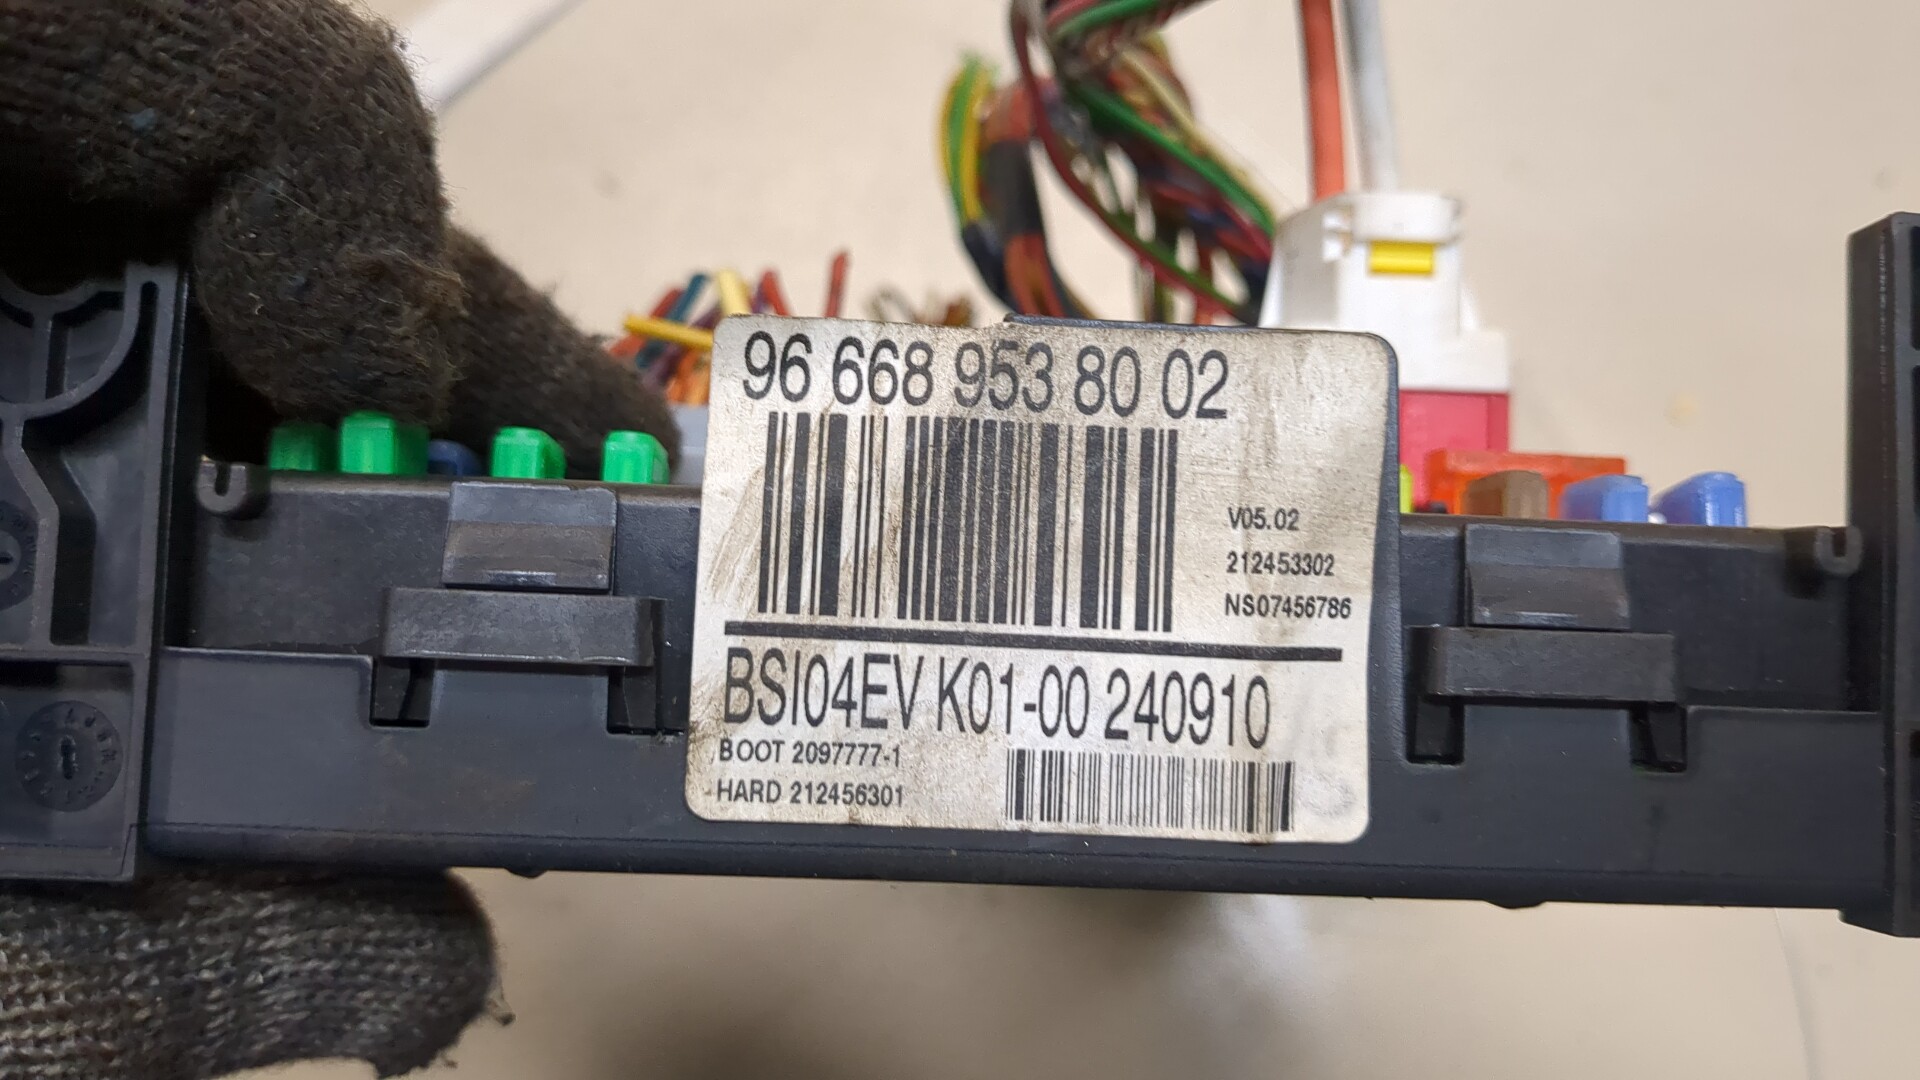 96 668 953 80 02
V05.02
212453302
NS07456786
BSI04EV K01-00 240910
BOOT 2097777-1
HARD 212456301